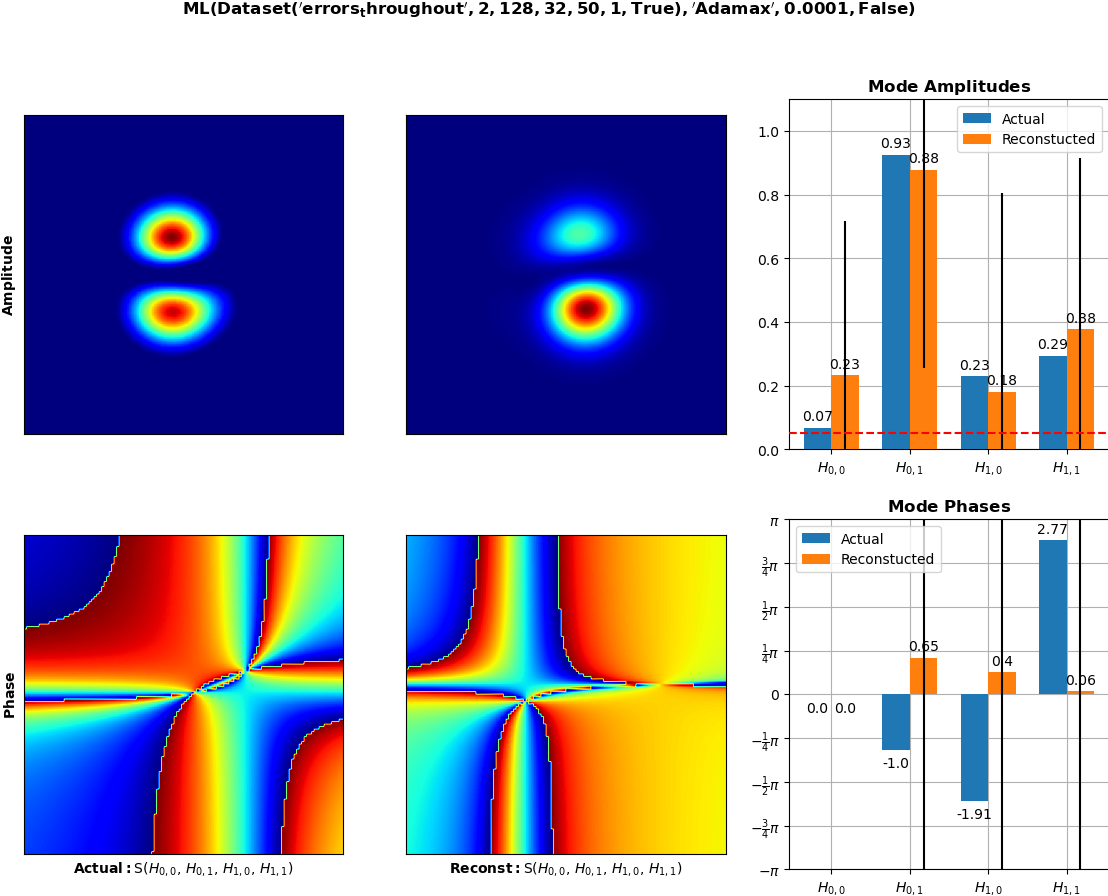 ML(Dataset('errors_throughout', 2, 128, 32, 50, 1, True), 'Adamax', 0.0001, False)
Amplitude
Mode Amplitudes
Actual
Reconstucted
1.0
0.8
0.6
0.4
0.2
0.0
0.07
0.23
0.93
0.88
0.23
0.18
0.29
0.38
H0,0
H0,1
H1,0
H1,1
Phase
Actual: S(H0,0, H0,1, H1,0, H1,1)
Reconst: S(H0,0, H0,1, H1,0, H1,1)
Mode Phases
Actual
Reconstucted
π
3/4π
1/2π
1/4π
0
−1/4π
−1/2π
−3/4π
−π
0.0
0.0
-1.0
0.65
-1.91
0.4
2.77
0.06
H0,0
H0,1
H1,0
H1,1